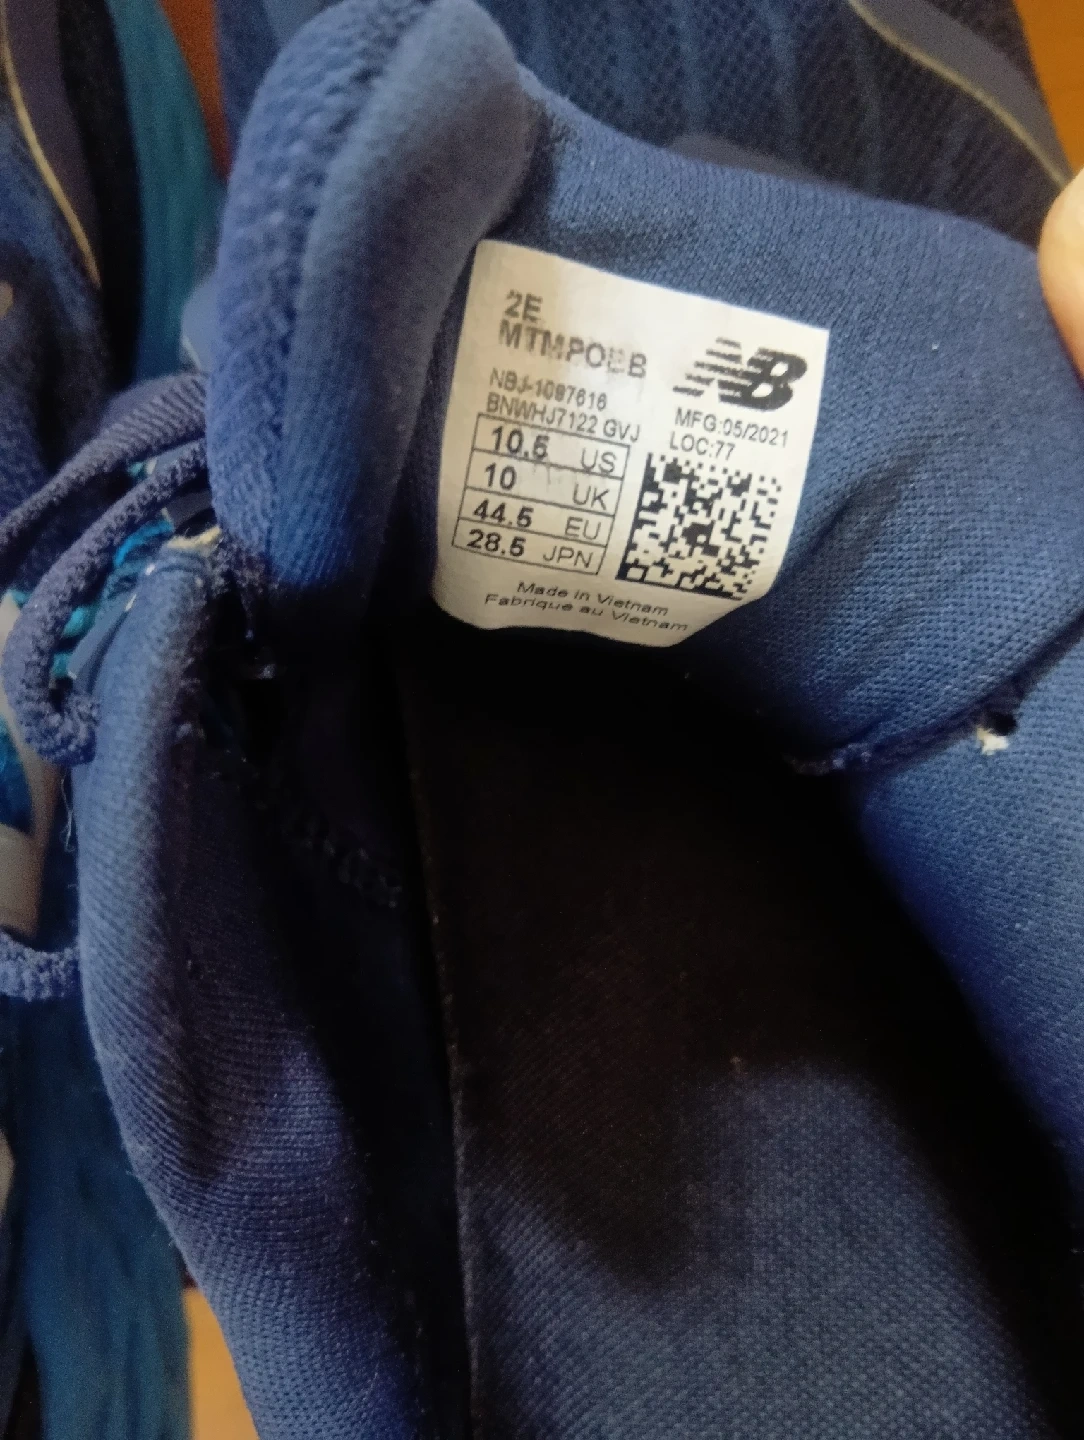 2E
NBJ-1097616
BNWHJ7122 GVJ
10.5 US
10 UK
44.5 EU
28.5 JPN
NB
MFG:05/2021
LOC:77
Made in Vietnam
Fabrique au Vietnam